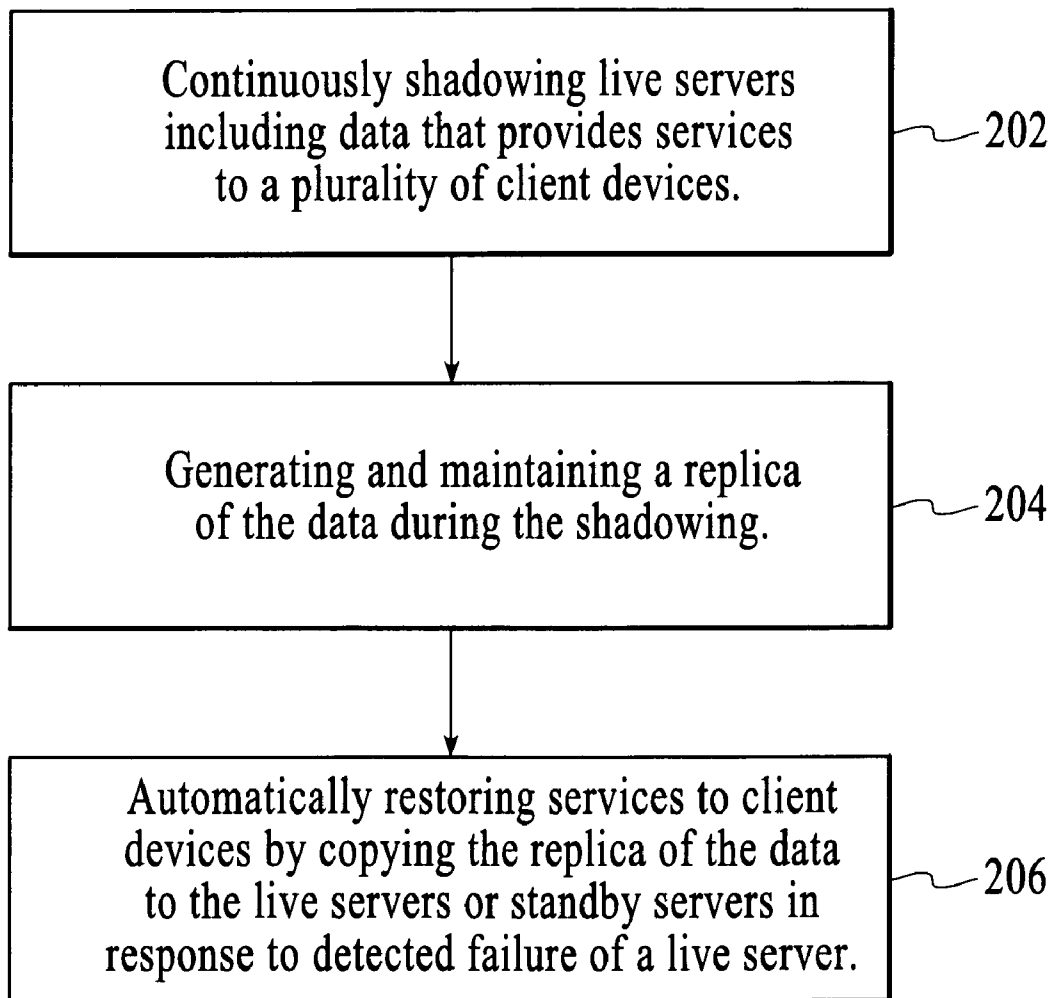 Continuously shadowing live servers
including data that provides services
to a plurality of client devices.
202
Generating and maintaining a replica
of the data during the shadowing.
204
Automatically restoring services to client
devices by copying the replica of the data
to the live servers or standby servers in
response to detected failure of a live server.
206